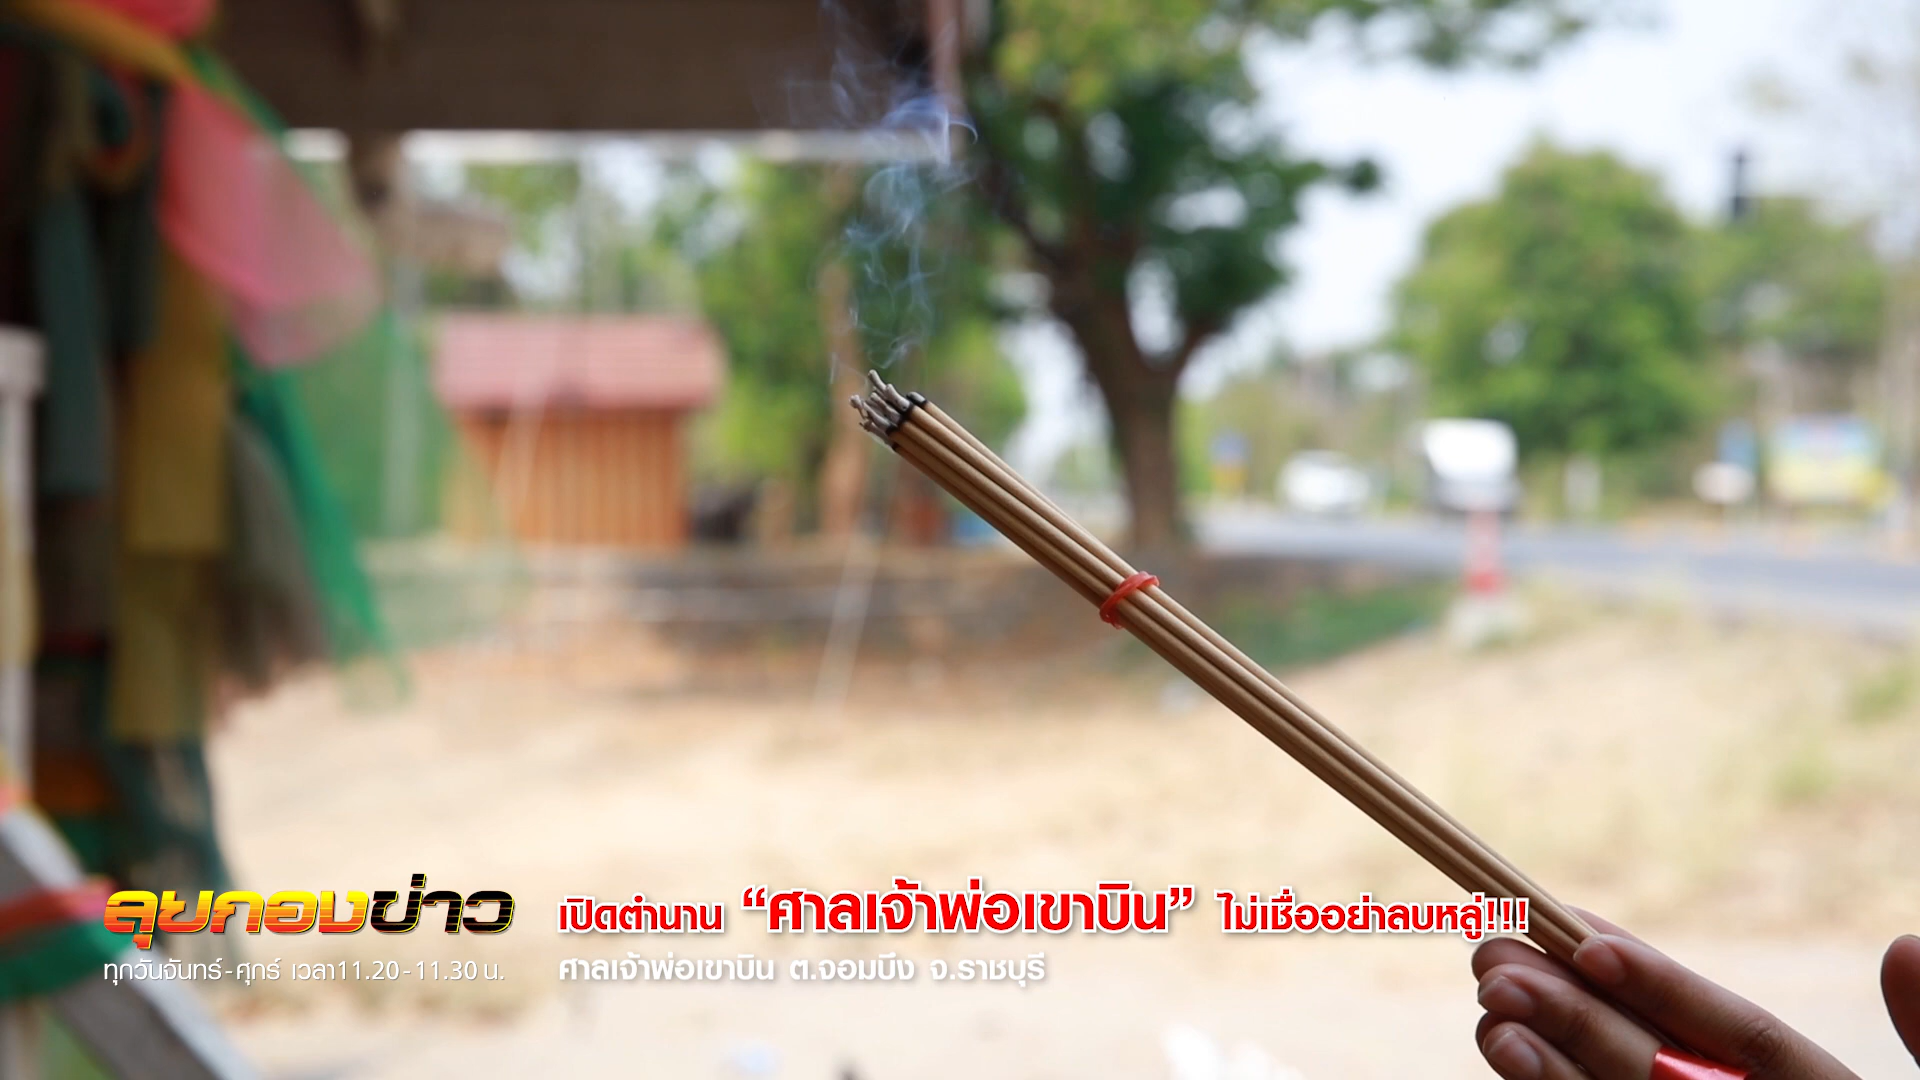 ลุยกองข่าว
ทุกวันจันทร์-ศุกร์ เวลา11.20-11.30 น.
เปิดตำนาน “ศาลเจ้าพ่อเขาบิน” ไม่เชื่ออย่าลบหลู่!!!
ศาลเจ้าพ่อเขาบิน ต.จอมบึง จ.ราชบุรี